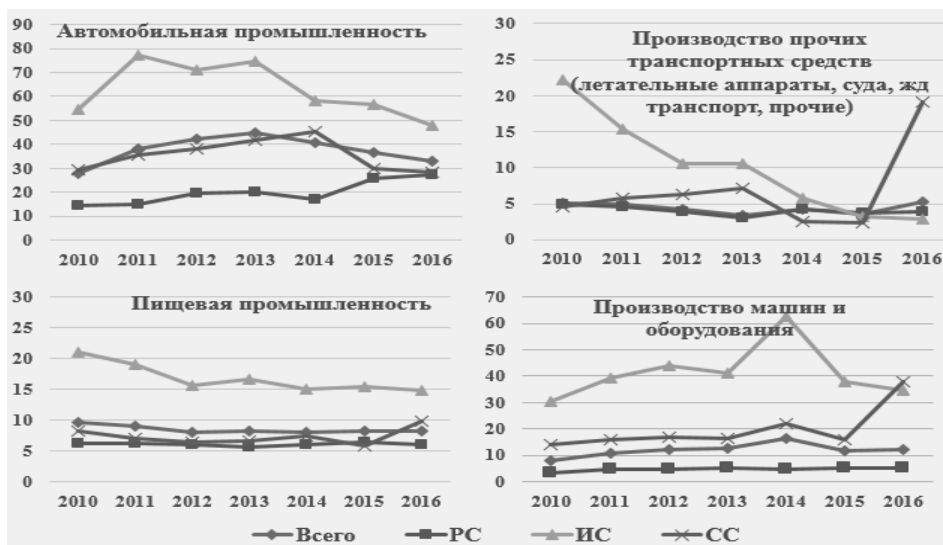 Автомобильная промышленность
90
80
70
60
50
40
30
20
10
0
2010 2011 2012 2013 2014 2015 2016
Производство прочих
транспортных средств
(летательные аппараты, суда, жд
транспорт, прочие)
30
25
20
15
10
5
0
2010 2011 2012 2013 2014 2015 2016
Пищевая промышленность
30
25
20
15
10
5
0
2010 2011 2012 2013 2014 2015 2016
Производство машин и
оборудования
70
60
50
40
30
20
10
0
2010 2011 2012 2013 2014 2015 2016
Всего РС ИС СС